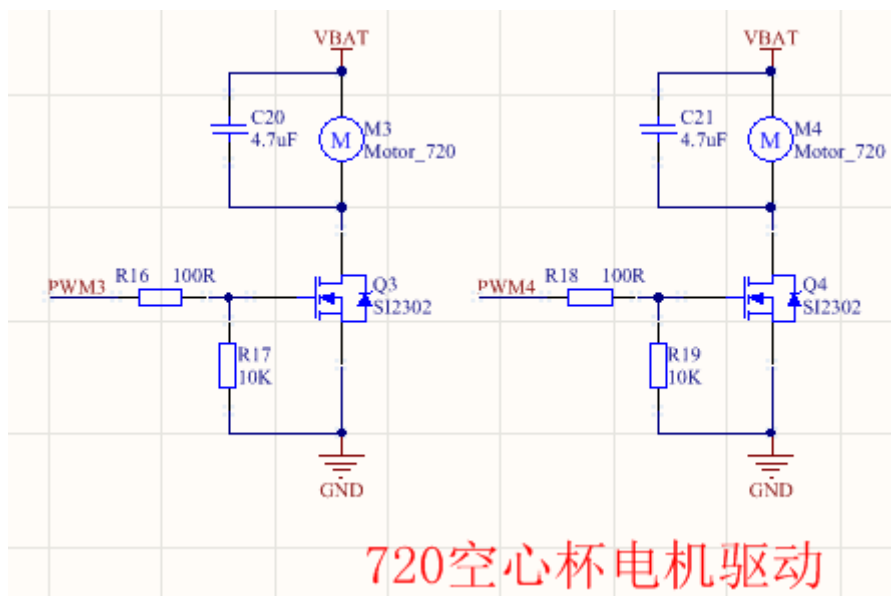 VBAT
VBAT
C20
4.7uF
M
M3
Motor_720
C21
4.7uF
M
M4
Motor_720
PWM3
R16 100R
Q3
SI2302
PWM4
R18 100R
Q4
SI2302
R17
10K
R19
10K
GND
GND
720空心杯电机驱动